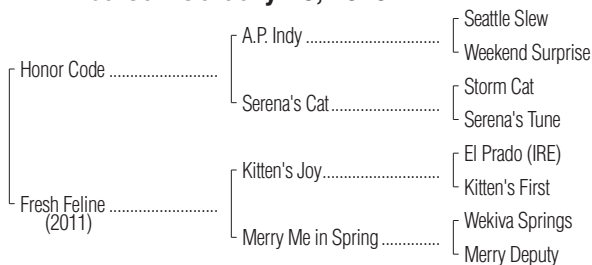 Seattle Slew
A.P. Indy ................................
Weekend Surprise
Honor Code ..........................
Storm Cat
Serena's Cat..........................
Serena's Tune
El Prado (IRE)
Kitten's Joy............................
Kitten's First
Fresh Feline ..........................
(2011)
Wekiva Springs
Merry Me in Spring ..............
Merry Deputy